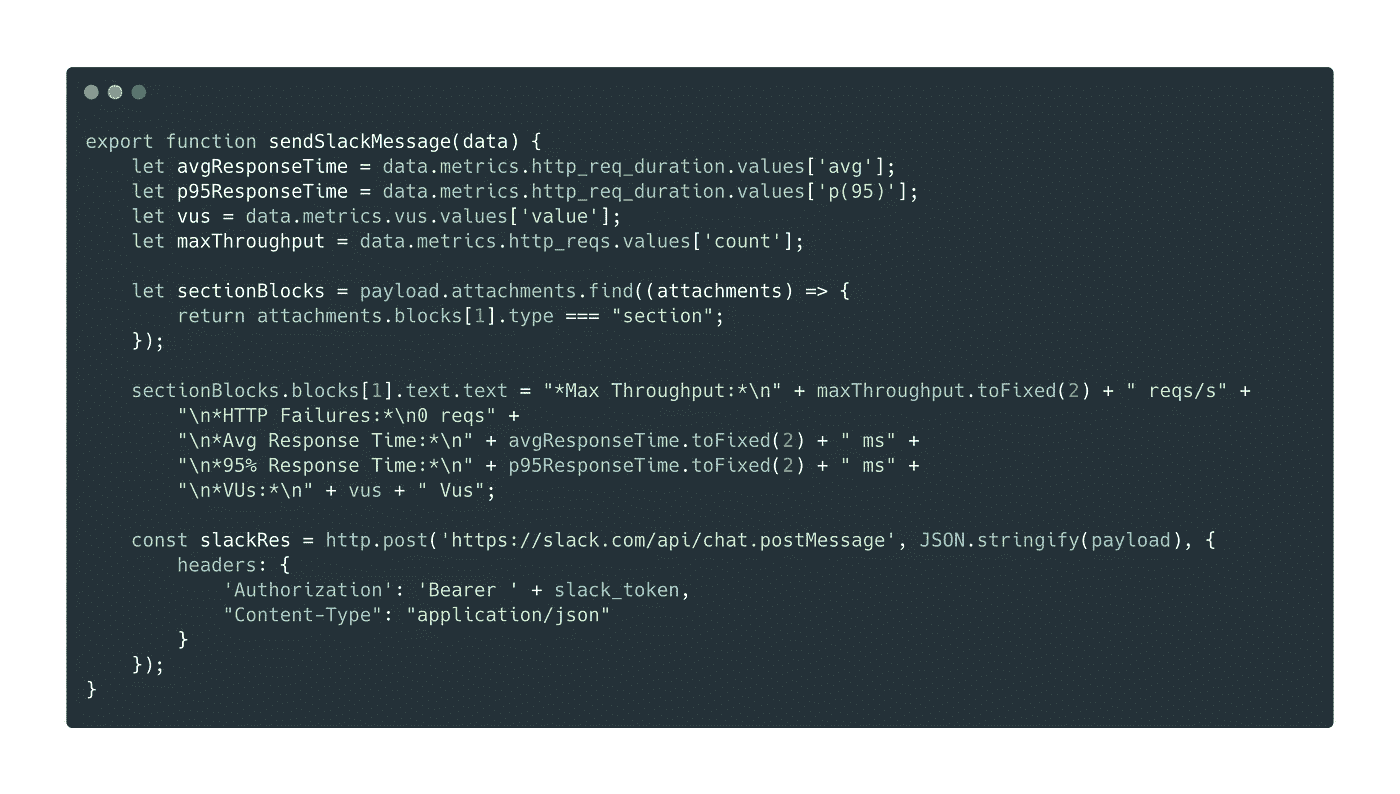 export function sendSlackMessage(data) {
    let avgResponseTime = data.metrics.http_req_duration.values['avg'];
    let p95ResponseTime = data.metrics.http_req_duration.values['p(95)'];
    let vus = data.metrics.vus.values['value'];
    let maxThroughput = data.metrics.http_reqs.values['count'];

    let sectionBlocks = payload.attachments.find((attachments) => {
        return attachments.blocks[1].type === "section";
    });

    sectionBlocks.blocks[1].text.text = "*Max Throughput:*\n" + maxThroughput.toFixed(2) + " reqs/s" +
        "\n*HTTP Failures:*\n0 reqs" +
        "\n*Avg Response Time:*\n" + avgResponseTime.toFixed(2) + " ms" +
        "\n*95% Response Time:*\n" + p95ResponseTime.toFixed(2) + " ms" +
        "\n*VUs:*\n" + vus + " Vus";

    const slackRes = http.post('https://slack.com/api/chat.postMessage', JSON.stringify(payload), {
        headers: {
            'Authorization': 'Bearer ' + slack_token,
            "Content-Type": "application/json"
        }
    });
}